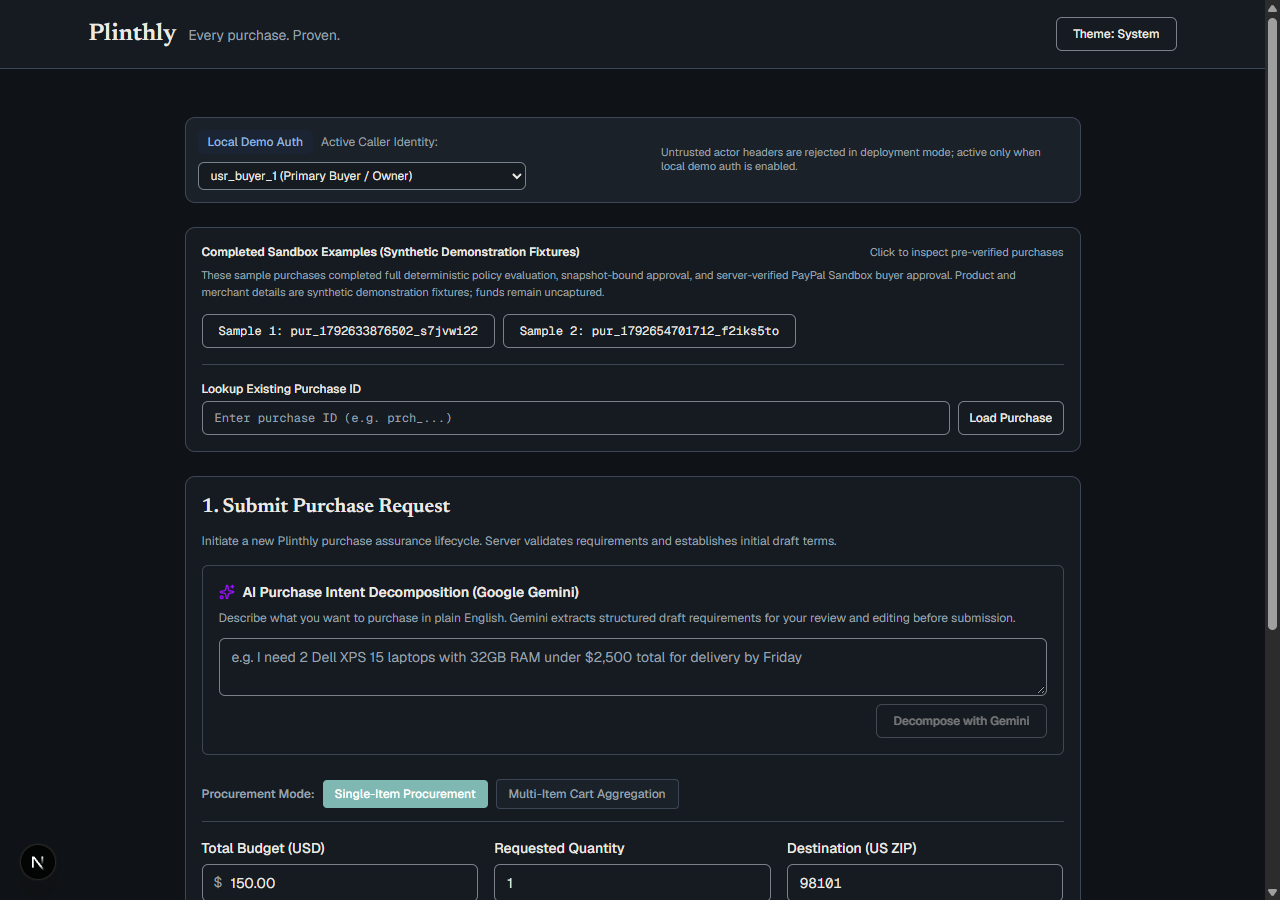 Plinthly Every purchase. Proven.
Theme: System
Local Demo Auth Active Caller Identity:
usr_buyer_1 (Primary Buyer / Owner)
Untrusted actor headers are rejected in deployment mode; active only when
local demo auth is enabled.
Completed Sandbox Examples (Synthetic Demonstration Fixtures)
Click to inspect pre-verified purchases
These sample purchases completed full deterministic policy evaluation, snapshot-bound approval, and server-verified PayPal Sandbox buyer approval. Product and
merchant details are synthetic demonstration fixtures; funds remain uncaptured.
Sample 1: pur_1792633876502_s7jvwi22
Sample 2: pur_1792654701712_f2iks5to
Lookup Existing Purchase ID
Enter purchase ID (e.g. prch_...)
Load Purchase
1. Submit Purchase Request
Initiate a new Plinthly purchase assurance lifecycle. Server validates requirements and establishes initial draft terms.
AI Purchase Intent Decomposition (Google Gemini)
Describe what you want to purchase in plain English. Gemini extracts structured draft requirements for your review and editing before submission.
e.g. I need 2 Dell XPS 15 laptops with 32GB RAM under $2,500 total for delivery by Friday
Decompose with Gemini
Procurement Mode: Single-Item Procurement Multi-Item Cart Aggregation
Total Budget (USD) Requested Quantity Destination (US ZIP)
$ 150.00 1 98101
N